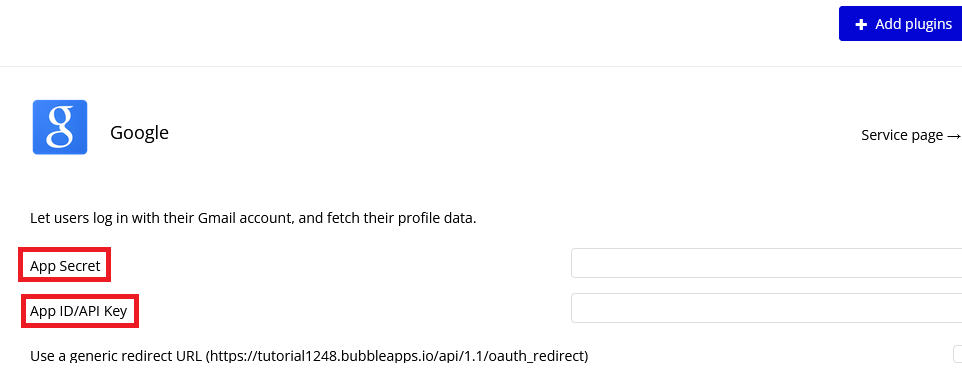 + Add plugins
g
Google
Service page →
Let users log in with their Gmail account, and fetch their profile data.
App Secret
App ID/API Key
Use a generic redirect URL (https://tutorial1248.bubbleapps.io/api/1.1/oauth_redirect)